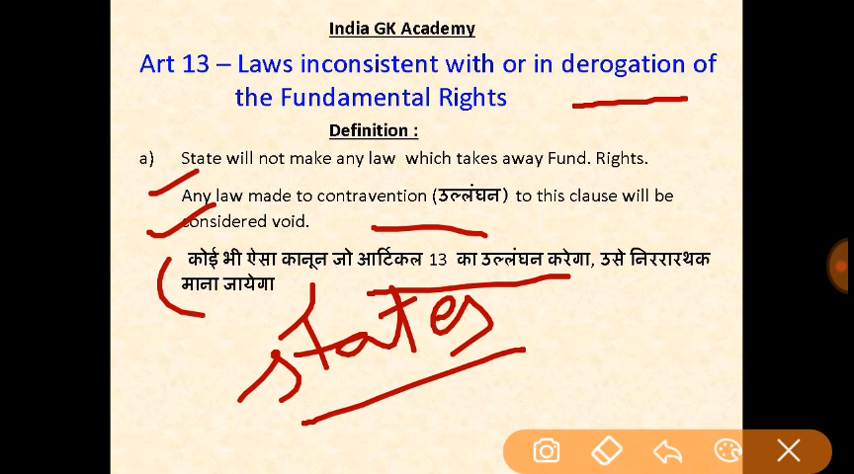 India GK Academy
Art 13 – Laws inconsistent with or in derogation of
the Fundamental Rights
Definition :
a) State will not make any law which takes away Fund. Rights.
Any law made to contravention (उल्लंघन) to this clause will be
considered void.
कोई भी ऐसा कानून जो आर्टिकल 13 का उल्लंघन करेगा, उसे निररारथक
माना जायेगा
states